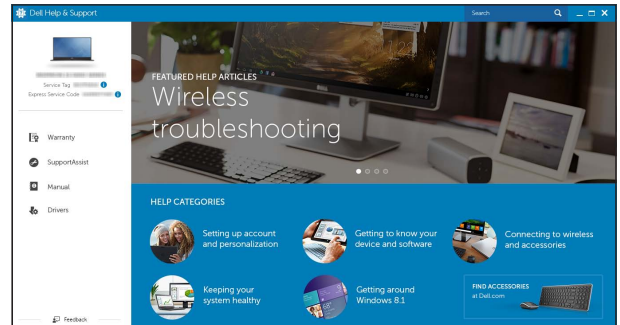 Dell Help & Support
Search
Service Tag
Express Service Code
Warranty
SupportAssist
Manual
Drivers
Feedback
FEATURED HELP ARTICLES
Wireless
troubleshooting
HELP CATEGORIES
Setting up account
and personalization
Getting to know your
device and software
Connecting to wireless
and accessories
Keeping your
system healthy
Getting around
Windows 8.1
FIND ACCESSORIES
at Dell.com